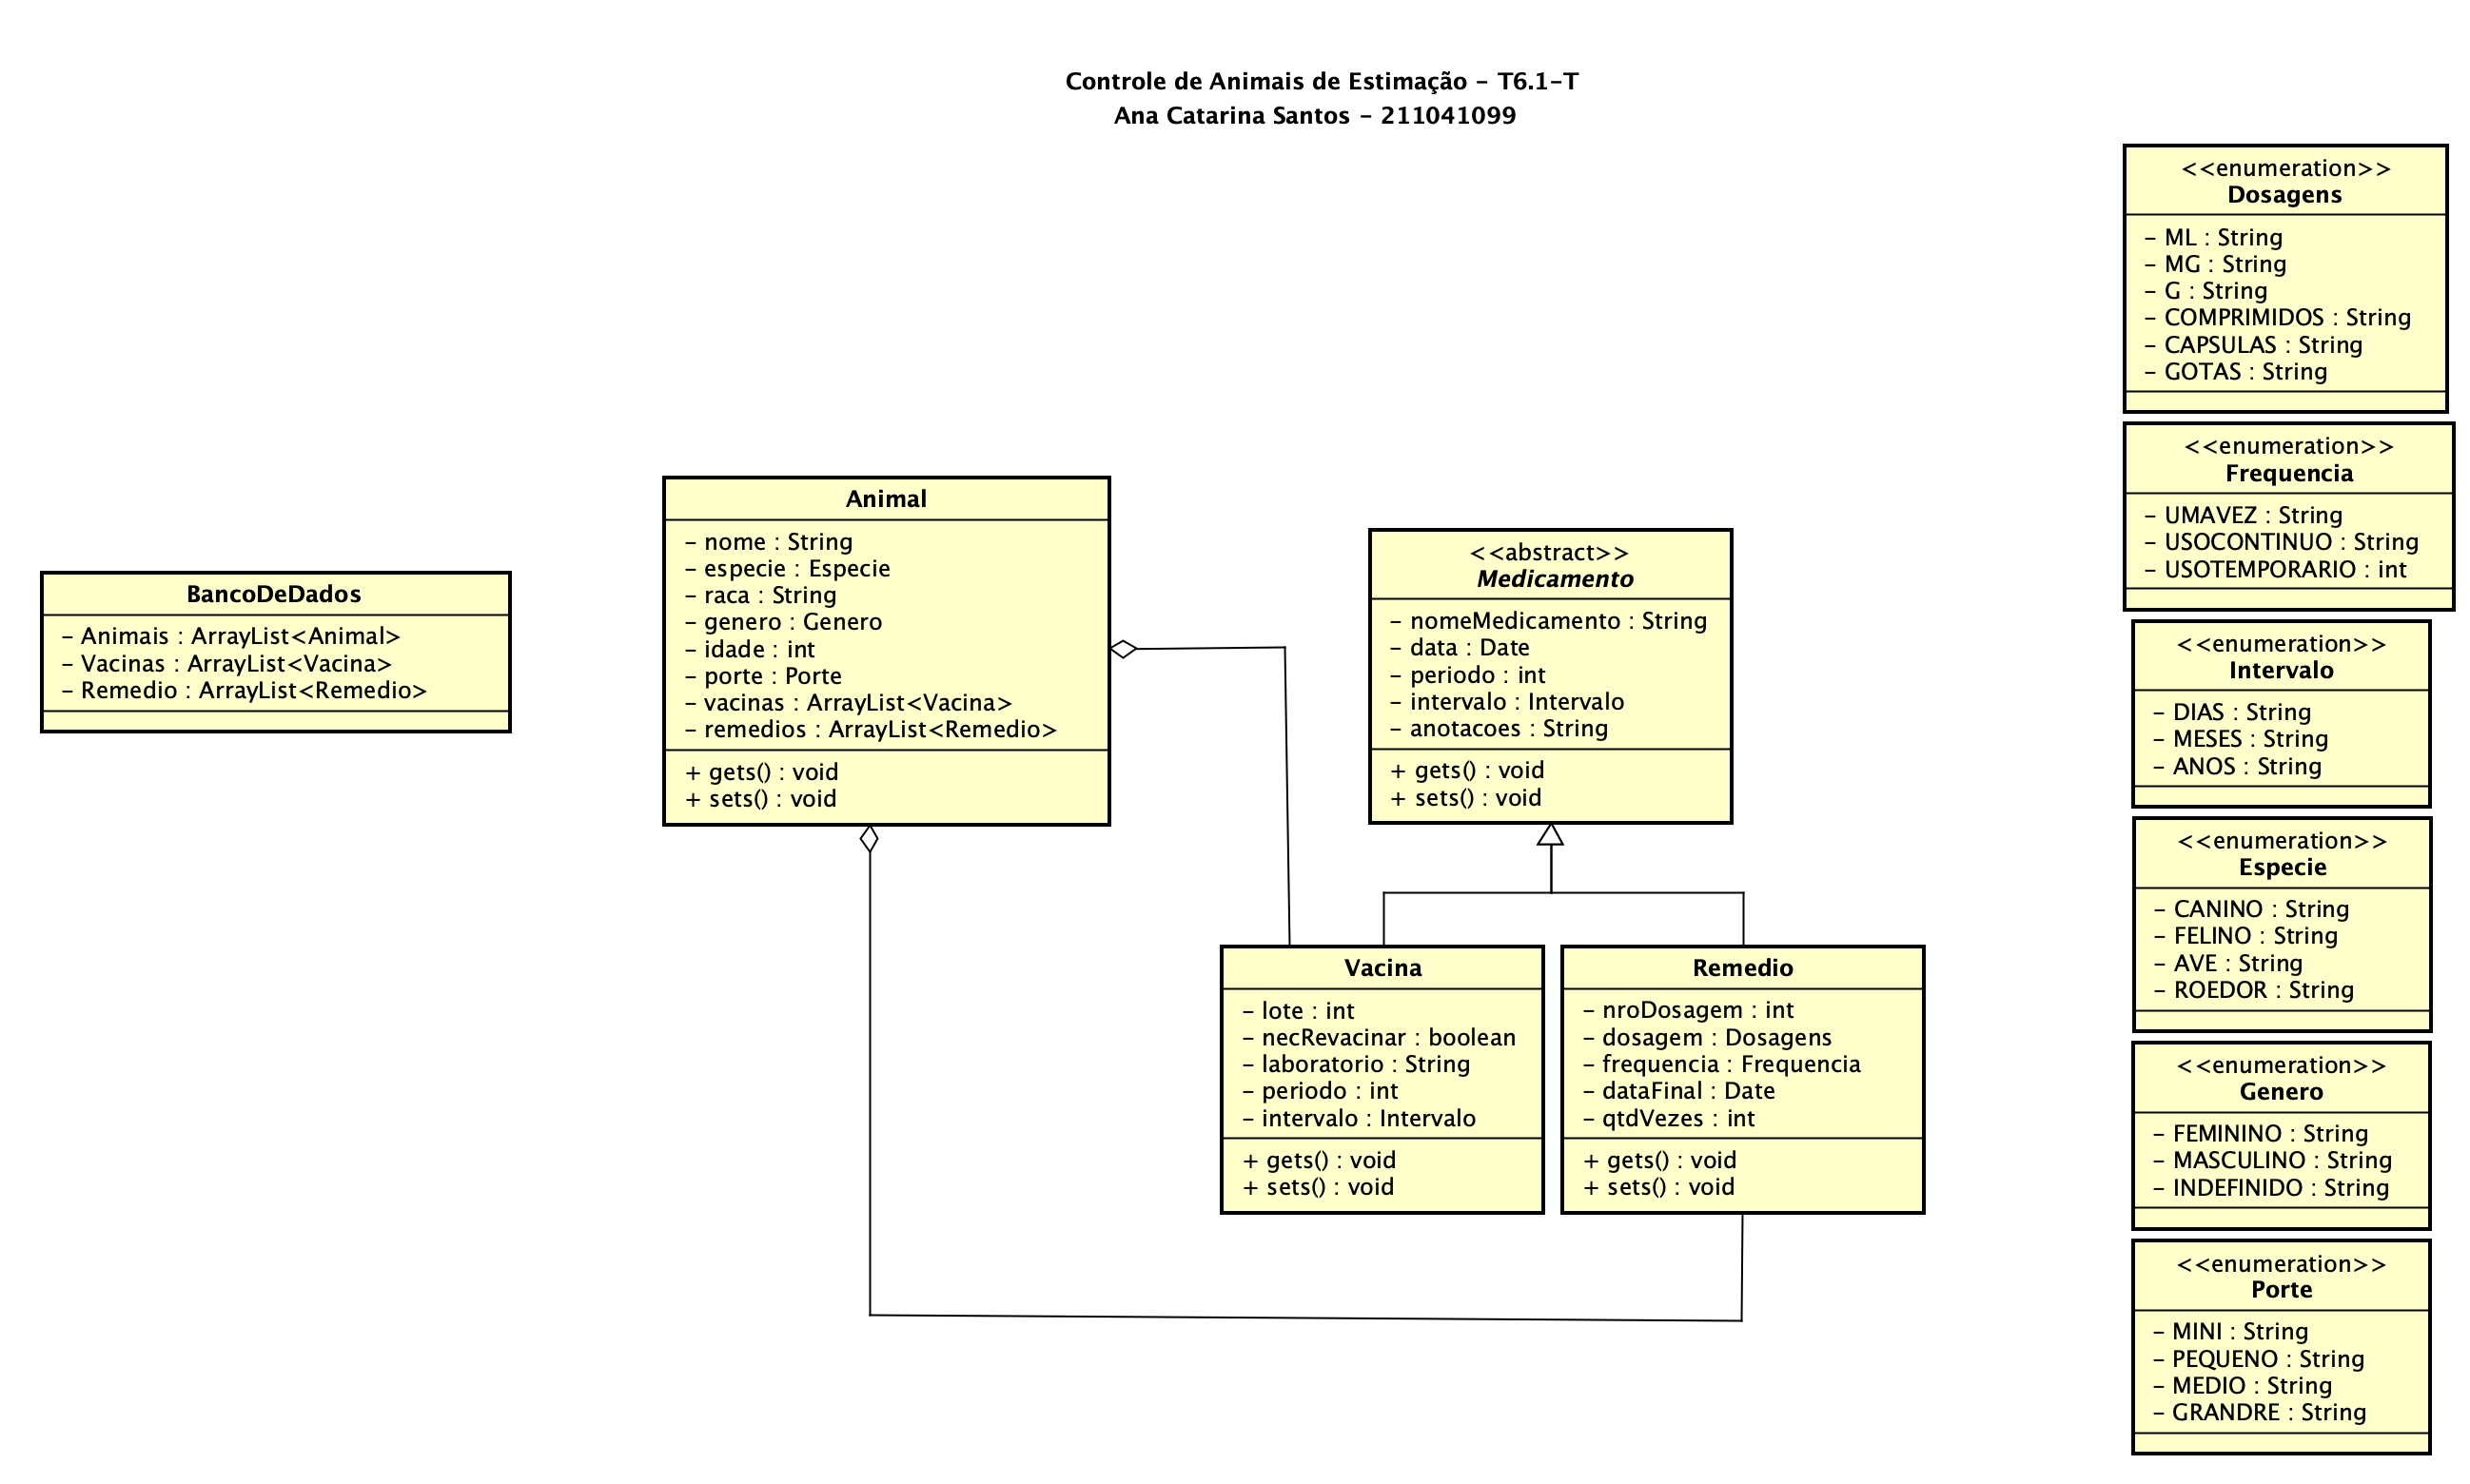 Controle de Animais de Estimação - T6.1-T
Ana Catarina Santos - 211041099
BancoDeDados
- Animais : ArrayList<Animal>
- Vacinas : ArrayList<Vacina>
- Remedio : ArrayList<Remedio>
Animal
- nome : String
- especie : Especie
- raca : String
- genero : Genero
- idade : int
- porte : Porte
- vacinas : ArrayList<Vacina>
- remedios : ArrayList<Remedio>
+ gets() : void
+ sets() : void
<<abstract>>
Medicamento
- nomeMedicamento : String
- data : Date
- periodo : int
- intervalo : Intervalo
- anotacoes : String
+ gets() : void
+ sets() : void
Vacina
- lote : int
- necRevacinar : boolean
- laboratorio : String
- periodo : int
- intervalo : Intervalo
+ gets() : void
+ sets() : void
Remedio
- nroDosagem : int
- dosagem : Dosagens
- frequencia : Frequencia
- dataFinal : Date
- qtdVezes : int
+ gets() : void
+ sets() : void
<<enumeration>>
Dosagens
- ML : String
- MG : String
- G : String
- COMPRIMIDOS : String
- CAPSULAS : String
- GOTAS : String
<<enumeration>>
Frequencia
- UMAVEZ : String
- USOCONTINUO : String
- USOTEMPORARIO : int
<<enumeration>>
Intervalo
- DIAS : String
- MESES : String
- ANOS : String
<<enumeration>>
Especie
- CANINO : String
- FELINO : String
- AVE : String
- ROEDOR : String
<<enumeration>>
Genero
- FEMININO : String
- MASCULINO : String
- INDEFINIDO : String
<<enumeration>>
Porte
- MINI : String
- PEQUENO : String
- MEDIO : String
- GRANDRE : String